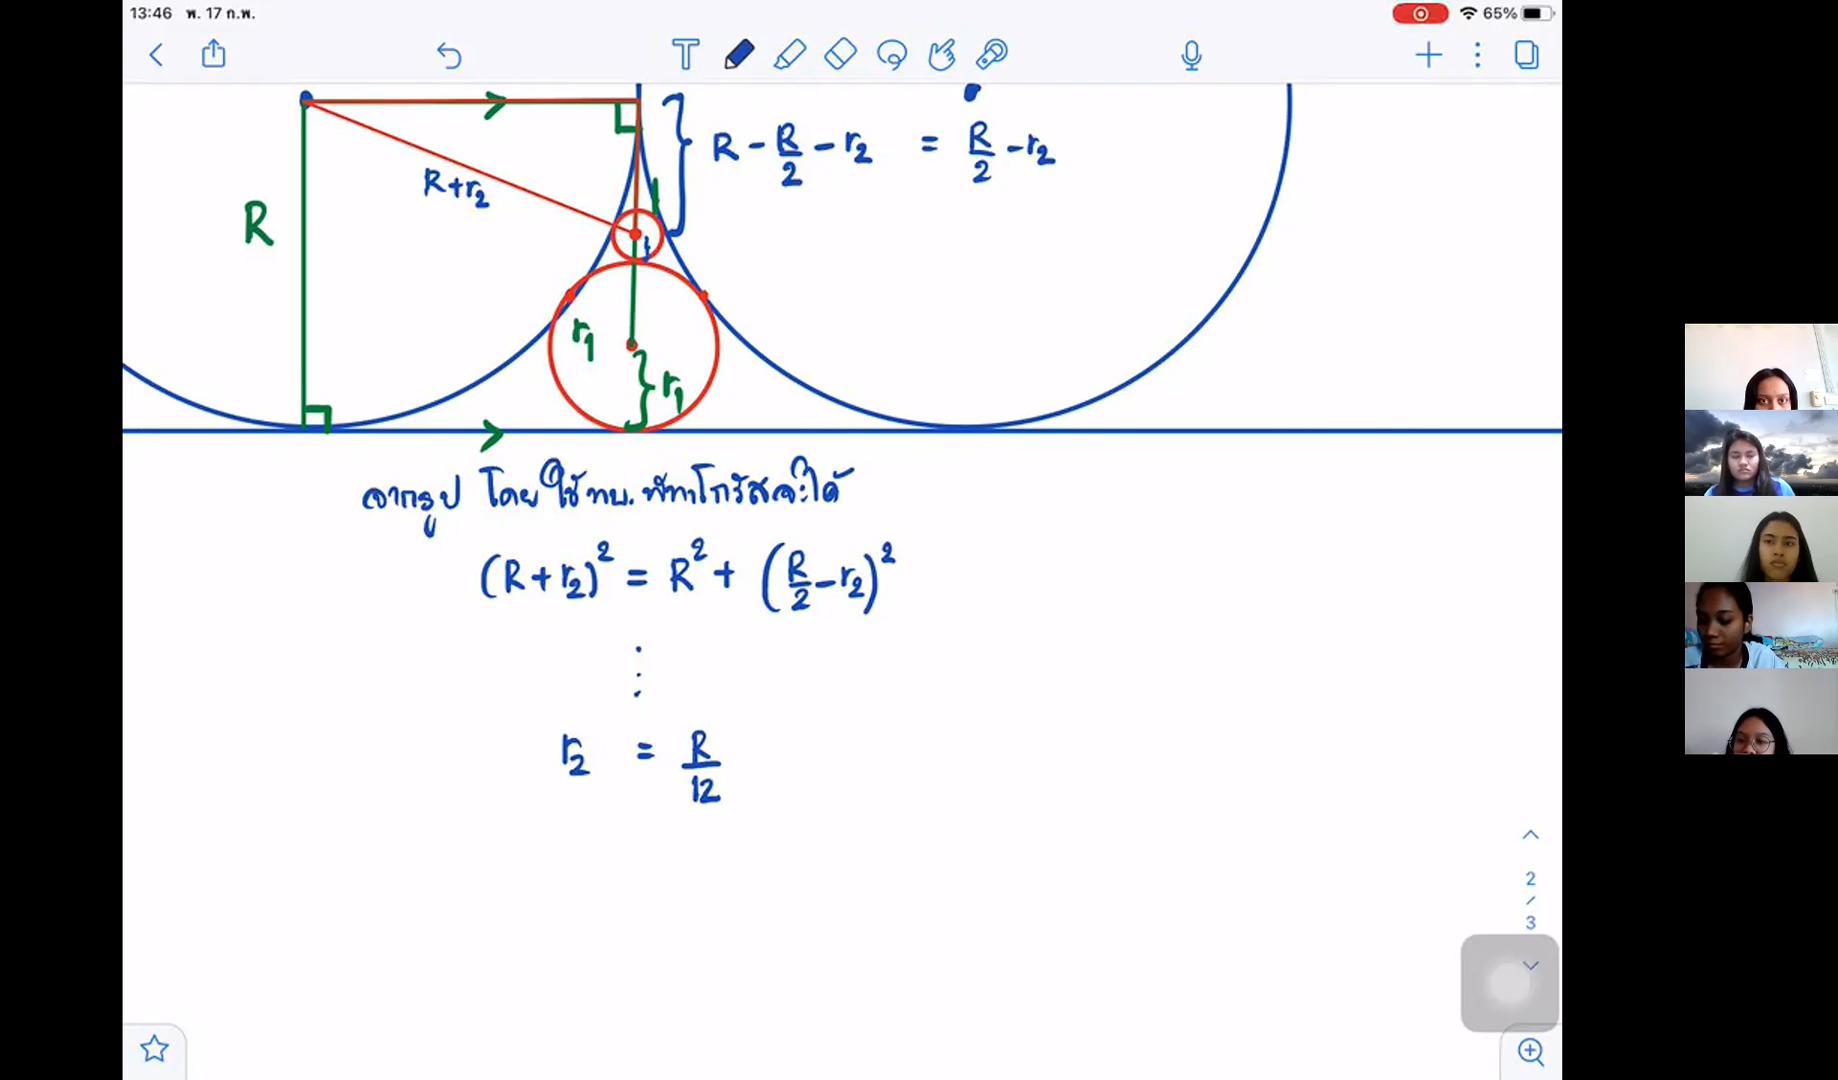 13:46 พ. 17 ก.พ.
65%
T
R - R/2 - r₂ = R/2 - r₂
R+r₂
R
r₁
r₁
จากรูป โดยใช้ ทบ. พีทาโกรัสจะได้
(R+r₂)² = R² + (R/2 - r₂)²
⋮
r₂ = R/12
2
/
3